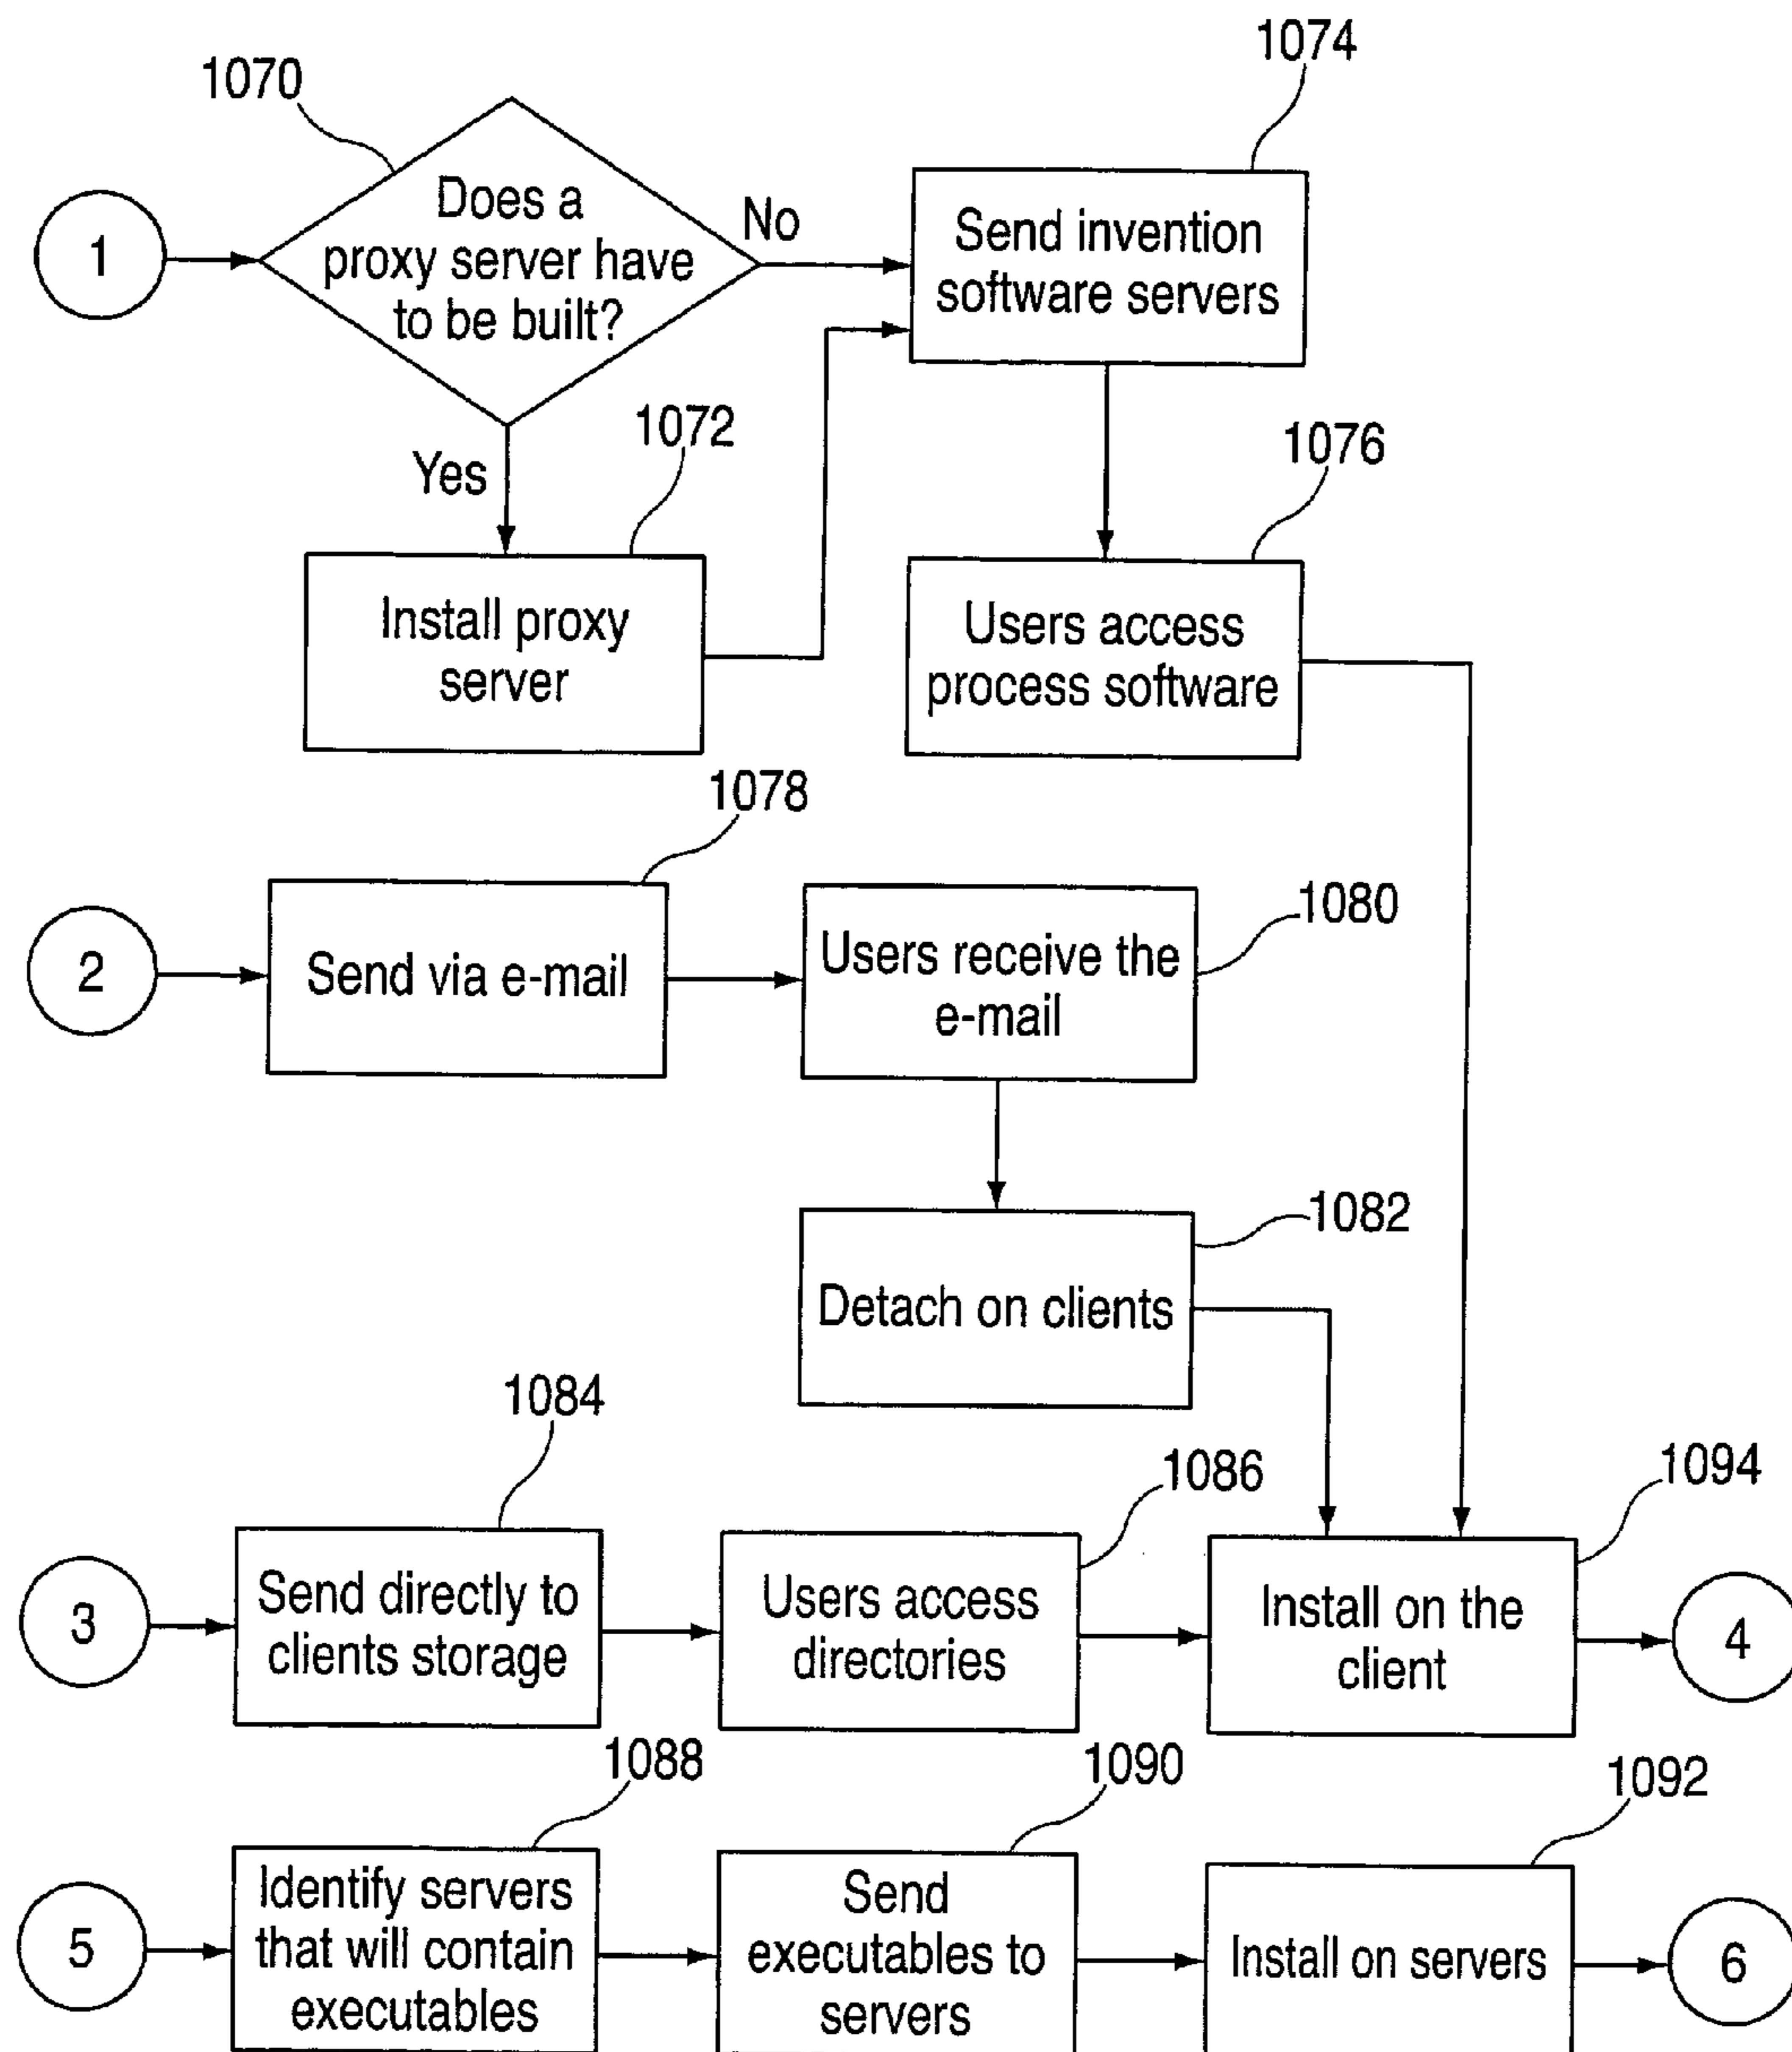 1070
1074
1
Does a
proxy server have
to be built?
No
Send invention
software servers
Yes
1072
1076
Install proxy
server
Users access
process software
1078
2
Send via e-mail
Users receive the
e-mail
1080
1082
Detach on clients
1084
1086
1094
3
Send directly to
clients storage
Users access
directories
Install on the
client
4
1088
1090
1092
5
Identify servers
that will contain
executables
Send
executables to
servers
Install on servers
6